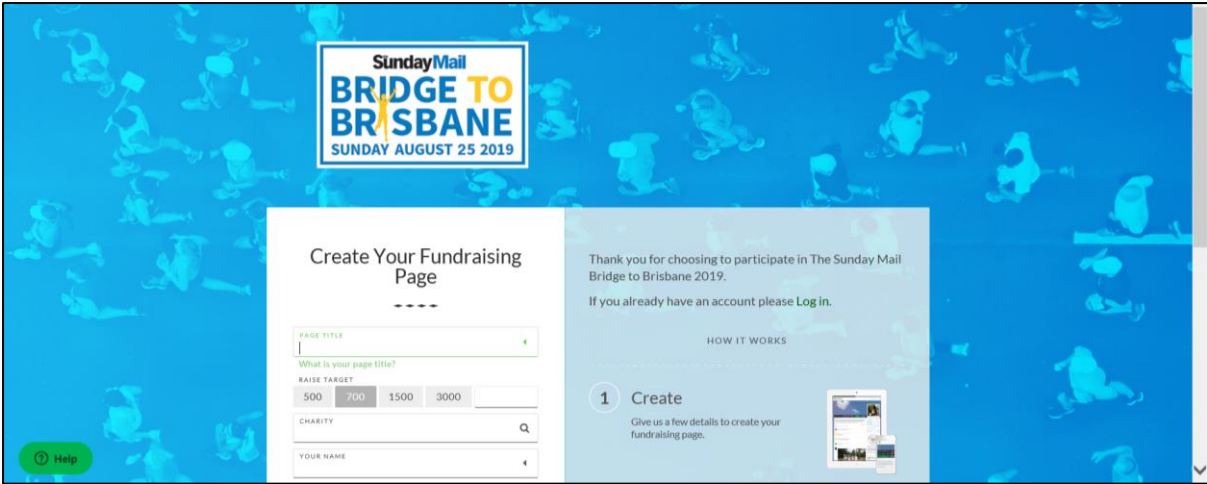 SundayMail
BRIDGE TO
BRISBANE
SUNDAY AUGUST 25 2019
Create Your Fundraising
Page
PAGE TITLE
What is your page title?
RAISE TARGET
500 700 1500 3000
CHARITY
YOUR NAME
Thank you for choosing to participate in The Sunday Mail
Bridge to Brisbane 2019.
If you already have an account please Log in.
HOW IT WORKS
1 Create
Give us a few details to create your
fundraising page.
Help